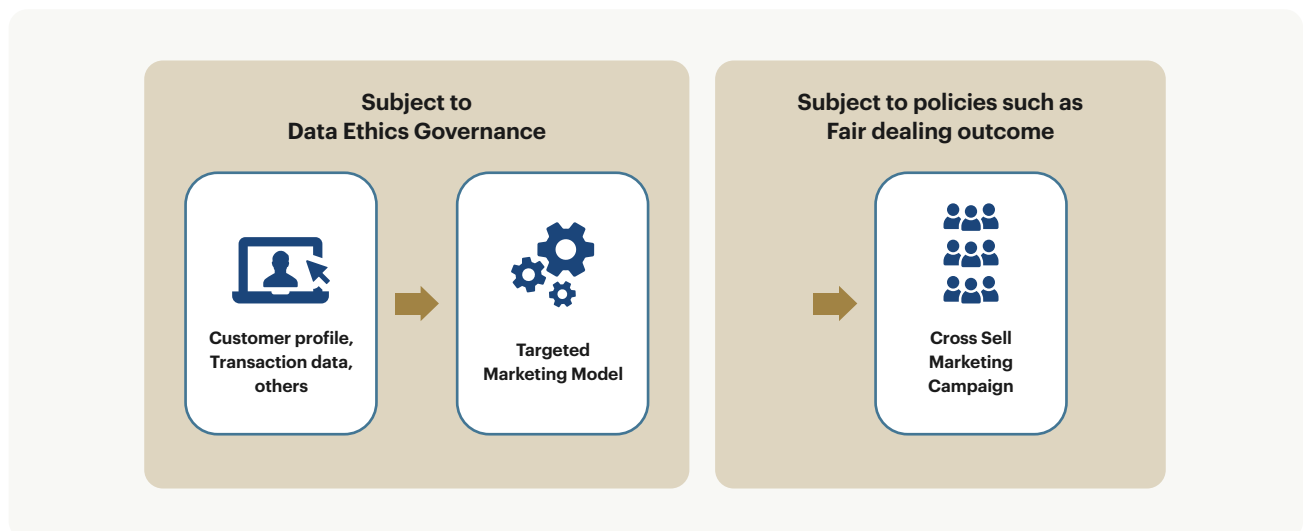 Subject to
Data Ethics Governance
Customer profile,
Transaction data,
others
Targeted
Marketing Model
Subject to policies such as
Fair dealing outcome
Cross Sell
Marketing
Campaign